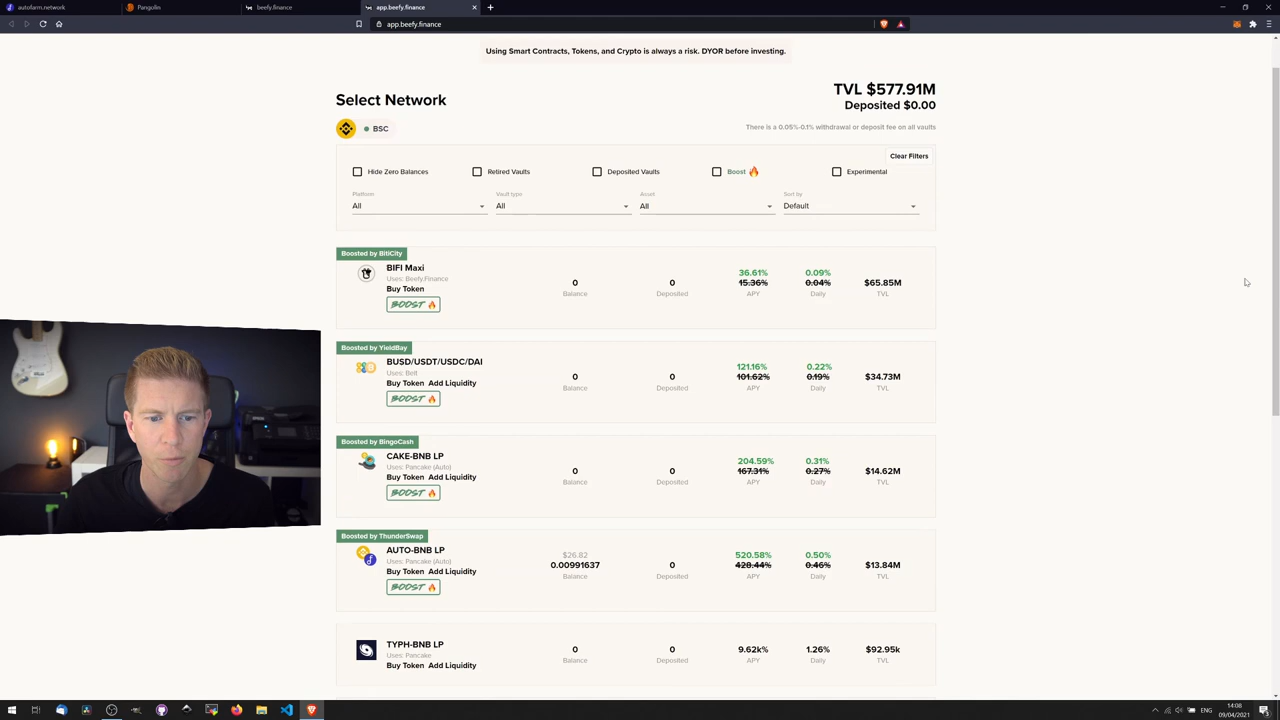 autofarm.network
Pangolin
beefy.finance
app.beefy.finance
app.beefy.finance
Using Smart Contracts, Tokens, and Crypto is always a risk. DYOR before investing.
Select Network
TVL $577.91M
Deposited $0.00
BSC
There is a 0.05%-0.1% withdrawal or deposit fee on all vaults
Clear Filters
Hide Zero Balances
Retired Vaults
Deposited Vaults
Boost
Experimental
Platform
Vault type
Asset
Sort by
All
All
All
Default
Boosted by BitiCity
BIFI Maxi
Uses: Beefy.Finance
Buy Token
BOOST
0
Balance
0
Deposited
36.61%
15.36%
APY
0.09%
0.04%
Daily
$65.85M
TVL
Boosted by YieldBay
BUSD/USDT/USDC/DAI
Uses: Belt
Buy Token Add Liquidity
BOOST
0
Balance
0
Deposited
121.16%
101.62%
APY
0.22%
0.19%
Daily
$34.73M
TVL
Boosted by BingoCash
CAKE-BNB LP
Uses: Pancake (Auto)
Buy Token Add Liquidity
BOOST
0
Balance
0
Deposited
204.59%
167.31%
APY
0.31%
0.27%
Daily
$14.62M
TVL
Boosted by ThunderSwap
AUTO-BNB LP
Uses: Pancake (Auto)
Buy Token Add Liquidity
BOOST
$26.82
0.00991637
Balance
0
Deposited
520.58%
428.44%
APY
0.50%
0.46%
Daily
$13.84M
TVL
TYPH-BNB LP
Uses: Pancake
Buy Token Add Liquidity
0
Balance
0
Deposited
9.62k%
APY
1.26%
Daily
$92.95k
TVL
ENG
14:08
09/04/2021